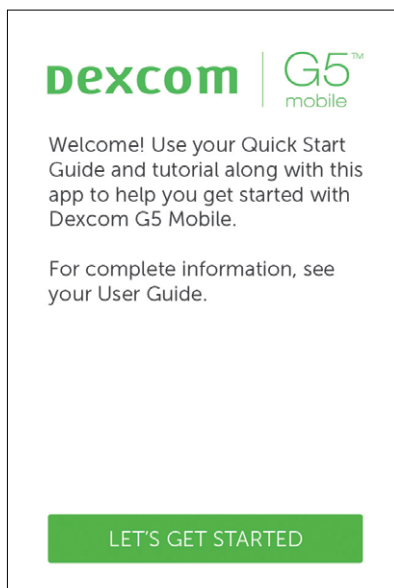 Dexcom
G5™
mobile
Welcome! Use your Quick Start
Guide and tutorial along with this
app to help you get started with
Dexcom G5 Mobile.
For complete information, see
your User Guide.
LET'S GET STARTED